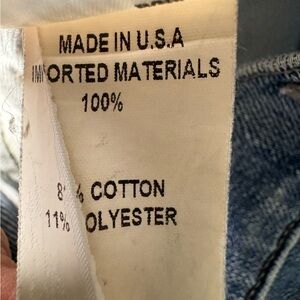 MADE IN U.S.A
IMPORTED MATERIALS
100%
COTTON
11% POLYESTER